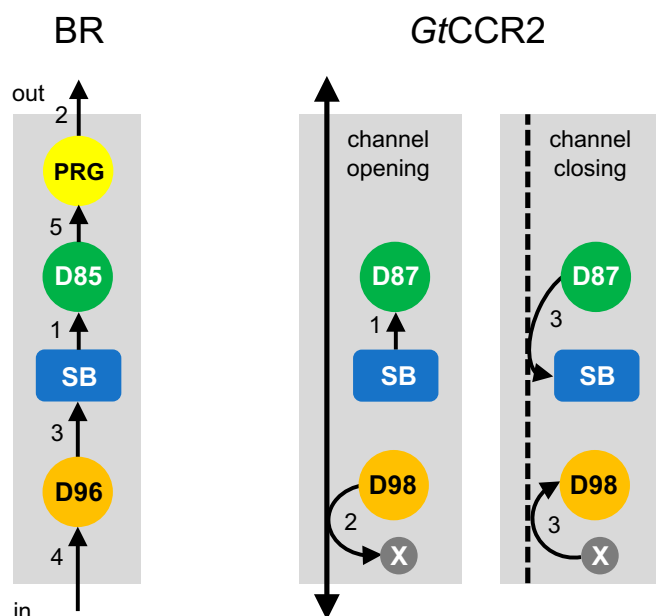 BR
GtCCR2
out
2
PRG
5
D85
1
SB
3
D96
4
in
channel
opening
D87
1
SB
D98
2
X
channel
closing
D87
3
SB
D98
3
X